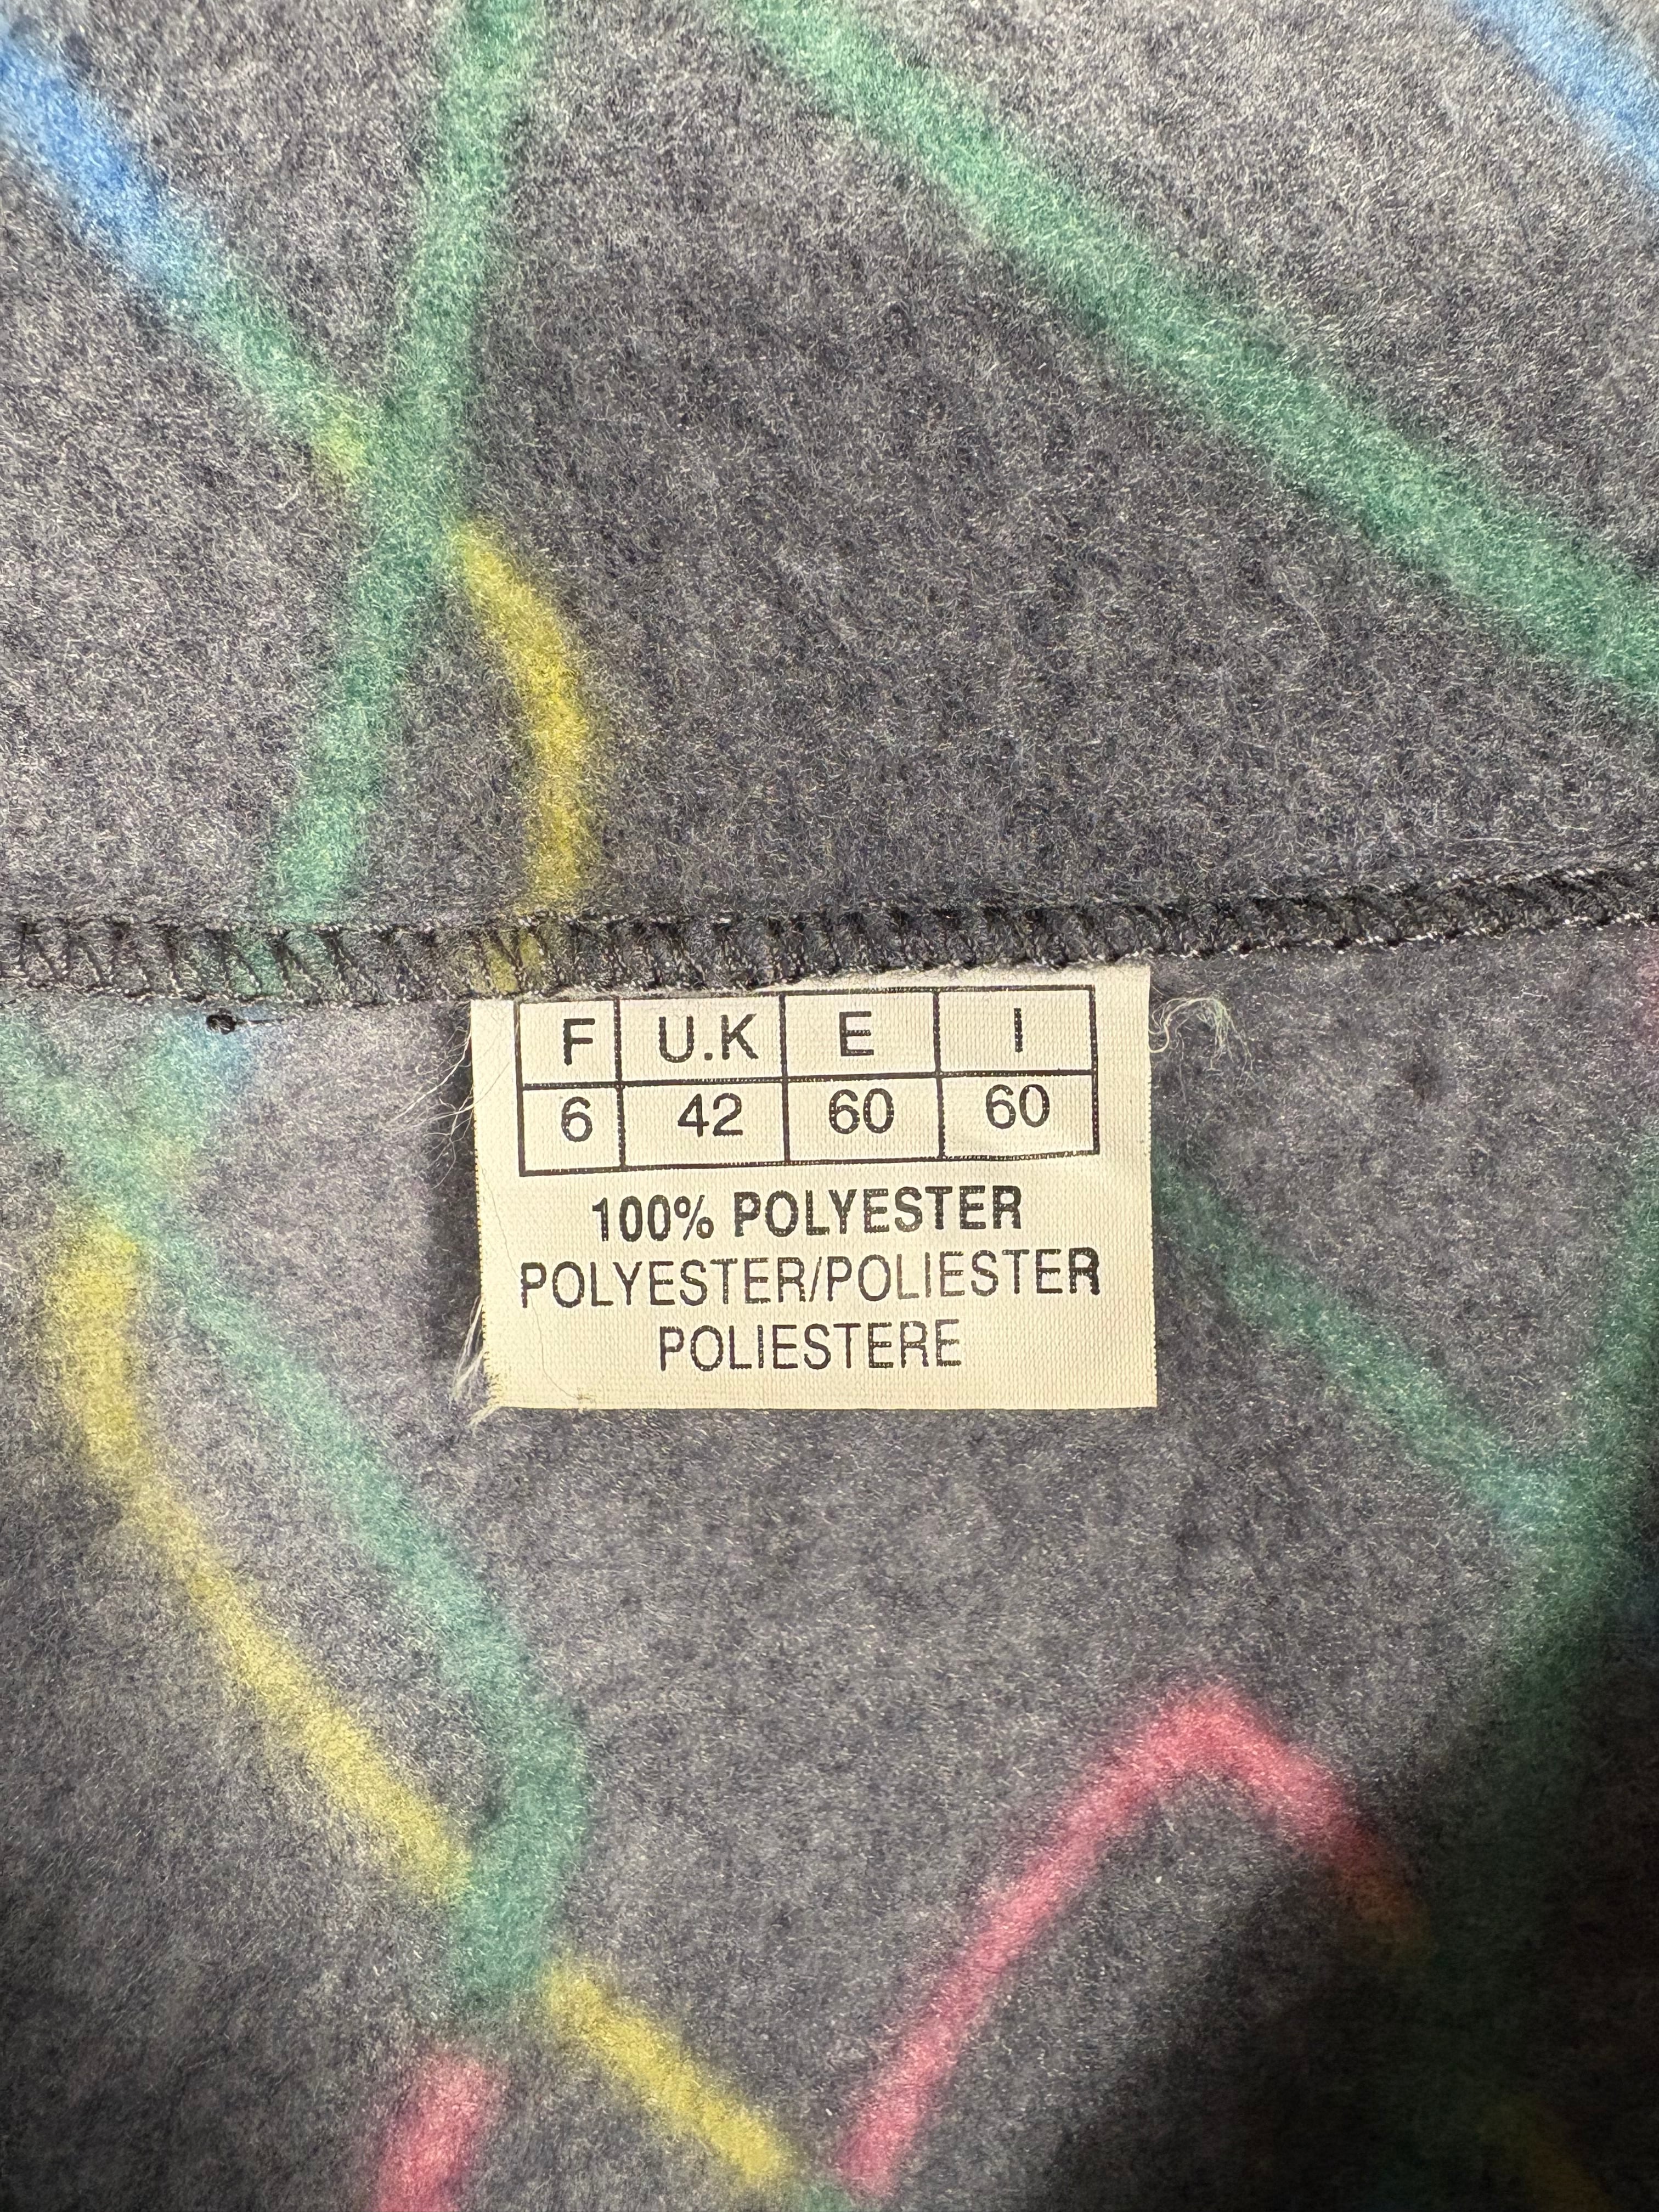 F U.K E I
6 42 60 60
100% POLYESTER
POLYESTER/POLIESTER
POLIESTERE